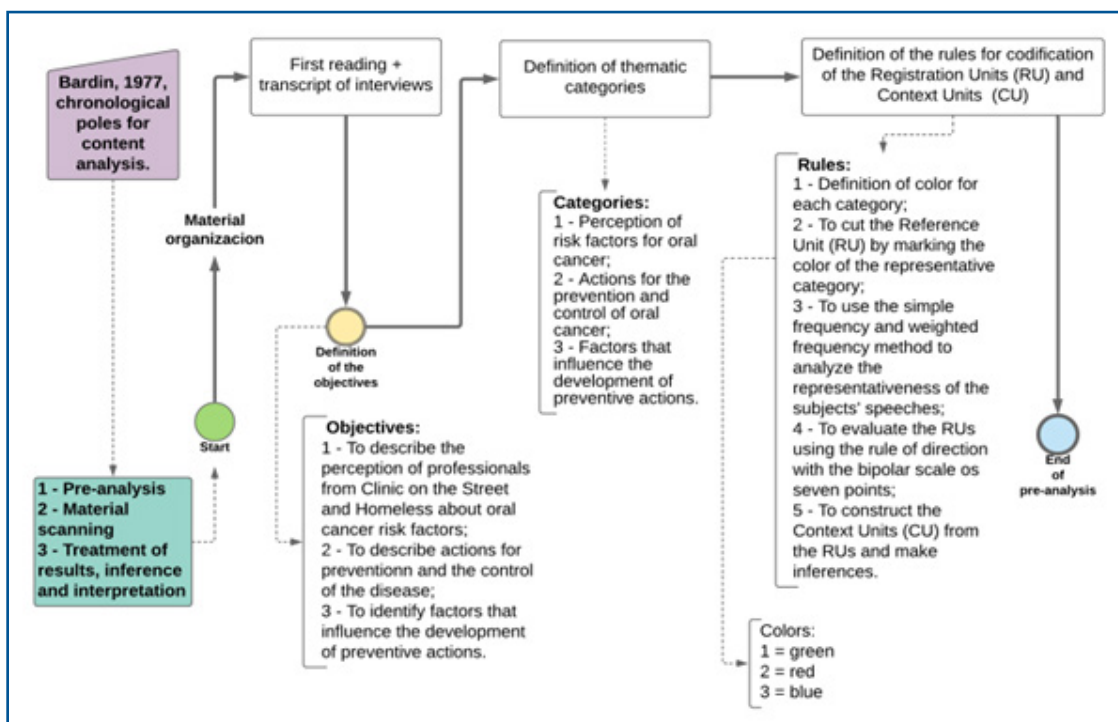 Bardin, 1977,
chronological
poles for
content
analysis.
1 - Pre-analysis
2 - Material
scanning
3 - Treatment of
results, inference
and interpretation
Start
Material
organizacion
First reading +
transcript of interviews
Definition
of the
objectives
Objectives:
1 - To describe the
perception of professionals
from Clinic on the Street
and Homeless about oral
cancer risk factors;
2 - To describe actions for
preventionn and the control
of the disease;
3 - To identify factors that
influence the development
of preventive actions.
Definition of thematic
categories
Categories:
1 - Perception of
risk factors for oral
cancer;
2 - Actions for the
prevention and
control of oral
cancer;
3 - Factors that
influence the
development of
preventive actions.
Definition of the rules for codification
of the Registration Units (RU) and
Context Units (CU)
Rules:
1 - Definition of color for
each category;
2 - To cut the Reference
Unit (RU) by marking the
color of the representative
category;
3 - To use the simple
frequency and weighted
frequency method to
analyze the
representativeness of the
subjects' speeches;
4 - To evaluate the RUs
using the rule of direction
with the bipolar scale os
seven points;
5 - To construct the
Context Units (CU) from
the RUs and make
inferences.
Colors:
1 = green
2 = red
3 = blue
End
of
pre-analysis